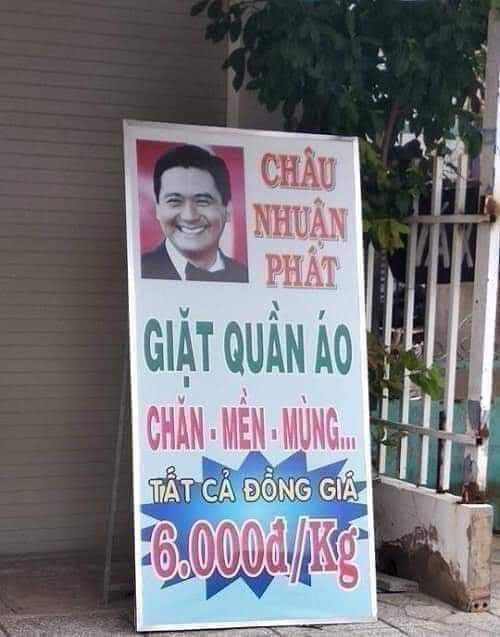 CHÂU
NHUẬN
PHÁT
GIẶT QUẦN ÁO
CHĂN - MỀN - MÙNG...
TẤT CẢ ĐỒNG GIÁ
6.000đ/Kg